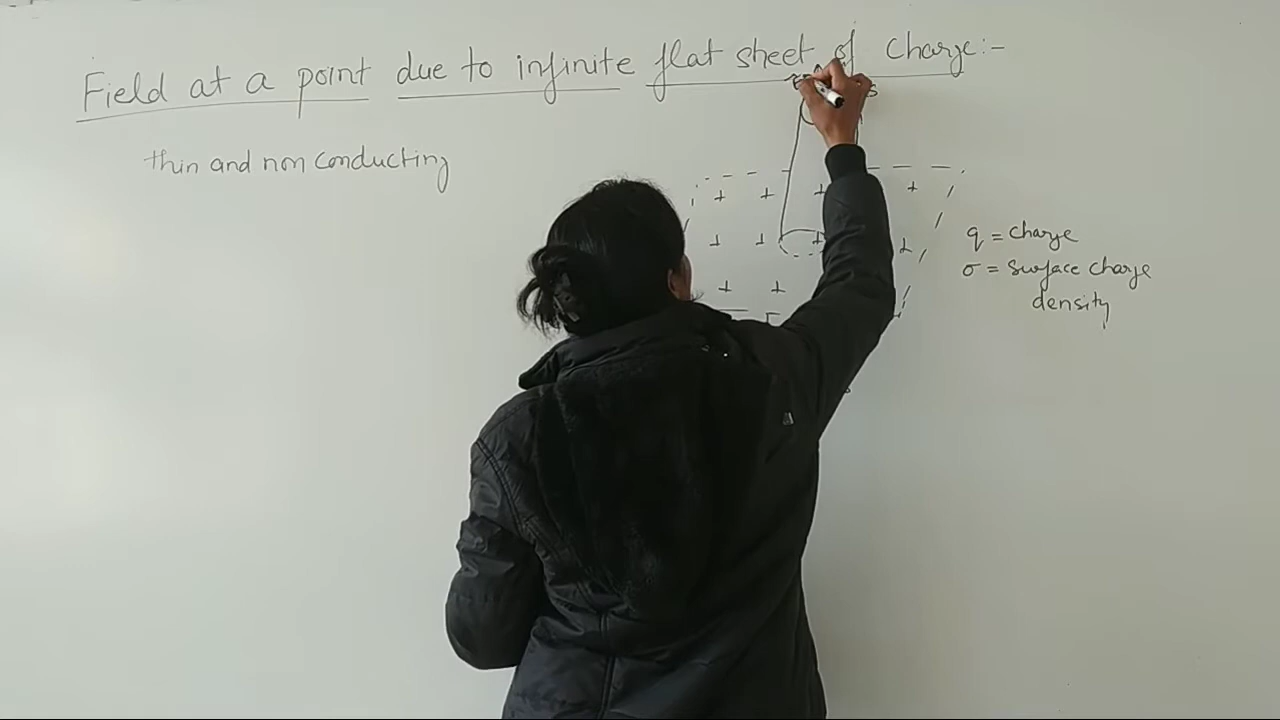 Field at a point due to infinite flat sheet of Charge:-
thin and non conducting
q = charge
σ = surface charge
density